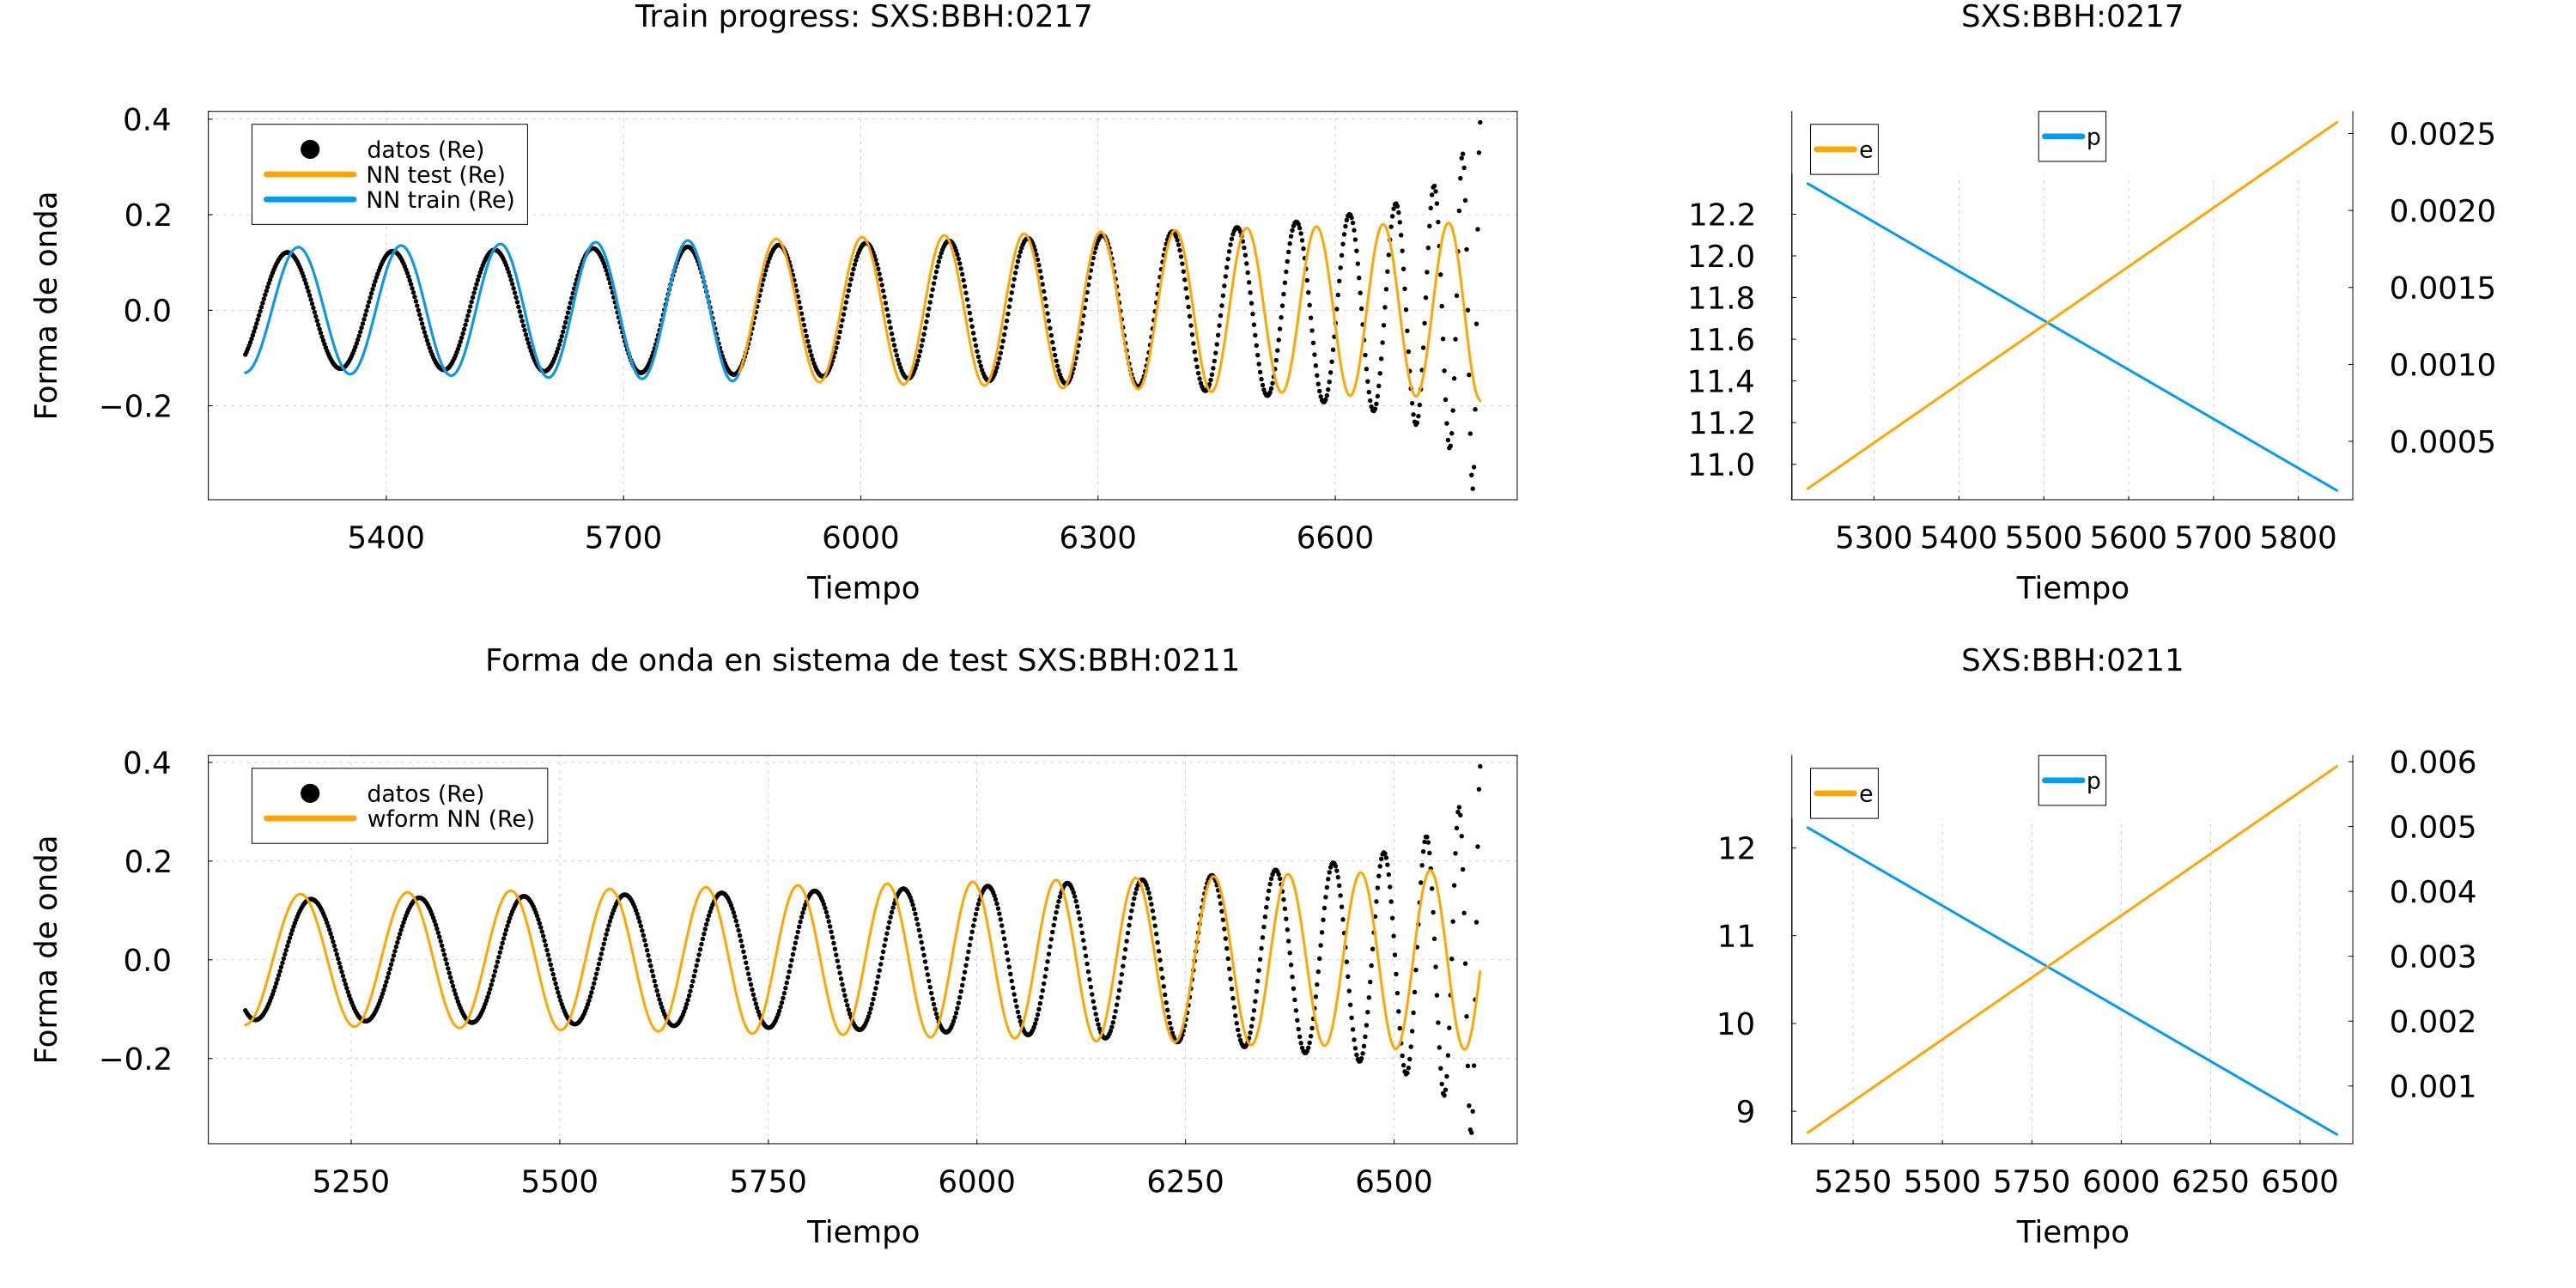 Train progress: SXS:BBH:0217
0.4
0.2
0.0
−0.2
Forma de onda
datos (Re)
NN test (Re)
NN train (Re)
5400 5700 6000 6300 6600
Tiempo
SXS:BBH:0217
e
p
12.2
12.0
11.8
11.6
11.4
11.2
11.0
0.0025
0.0020
0.0015
0.0010
0.0005
5300 5400 5500 5600 5700 5800
Tiempo
Forma de onda en sistema de test SXS:BBH:0211
0.4
0.2
0.0
−0.2
Forma de onda
datos (Re)
wform NN (Re)
5250 5500 5750 6000 6250 6500
Tiempo
SXS:BBH:0211
e
p
12
11
10
9
0.006
0.005
0.004
0.003
0.002
0.001
5250 5500 5750 6000 6250 6500
Tiempo